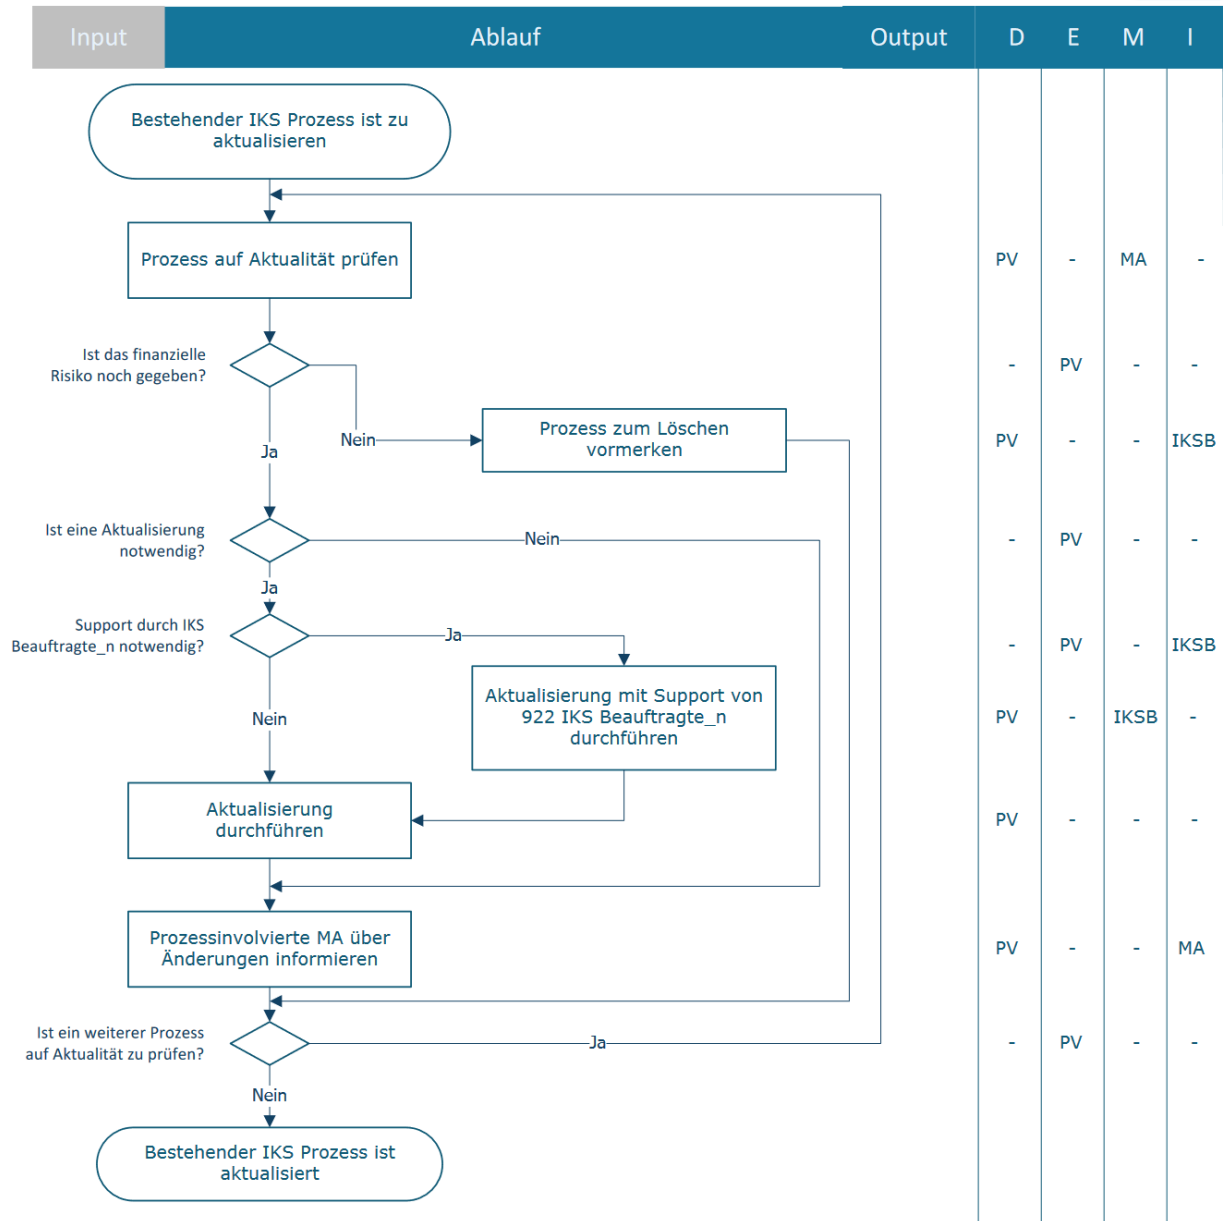 Input Ablauf Output D E M I
Bestehender IKS Prozess ist zu
aktualisieren
Prozess auf Aktualität prüfen PV - MA -
Ist das finanzielle
Risiko noch gegeben? - PV - -
Ja
Nein
Prozess zum Löschen
vormerken
PV - - IKSB
Ist eine Aktualisierung
notwendig?
Nein
- PV - -
Ja
Support durch IKS
Beauftragte_n notwendig?
Ja
- PV - IKSB
Nein
Aktualisierung mit Support von
922 IKS Beauftragte_n
durchführen
PV - IKSB -
Aktualisierung
durchführen
PV - - -
Prozessinvolvierte MA über
Änderungen informieren
PV - - MA
Ist ein weiterer Prozess
auf Aktualität zu prüfen?
Ja
- PV - -
Nein
Bestehender IKS Prozess ist
aktualisiert